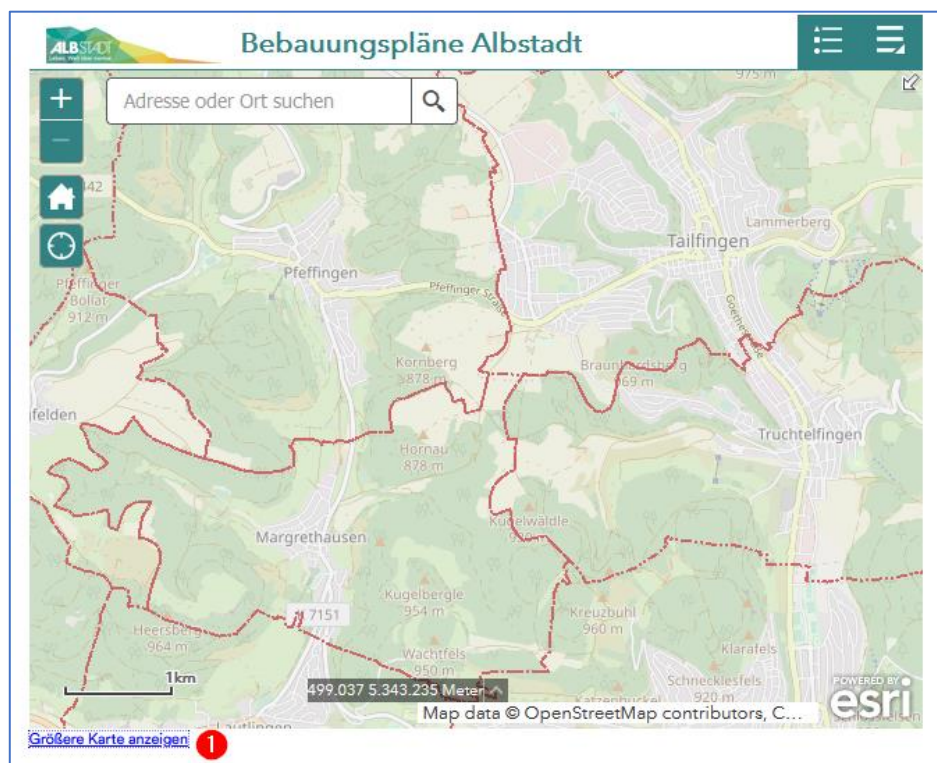 ALBSTADT
Bebauungspläne Albstadt
975 m
Adresse oder Ort suchen
Lammerberg
Tailfingen
Pfeffingen
Pfeffinger
Bollat
912 m
Pfeffinger Straße
Goethestraße
Kornberg
878 m
felden
Truchtelfingen
Hornau
878 m
Margrethausen
Kugelwäldle
Kugelbergle
954 m
7151
Kreuzbühl
960 m
Heersberg
964 m
Klarafels
Wachtfels
950 m
Schnecklesfels
920 m
1km
499.037 5.343.235 Meter
POWERED BY
esri
Map data © OpenStreetMap contributors, C...
Lautlingen
Größere Karte anzeigen 1